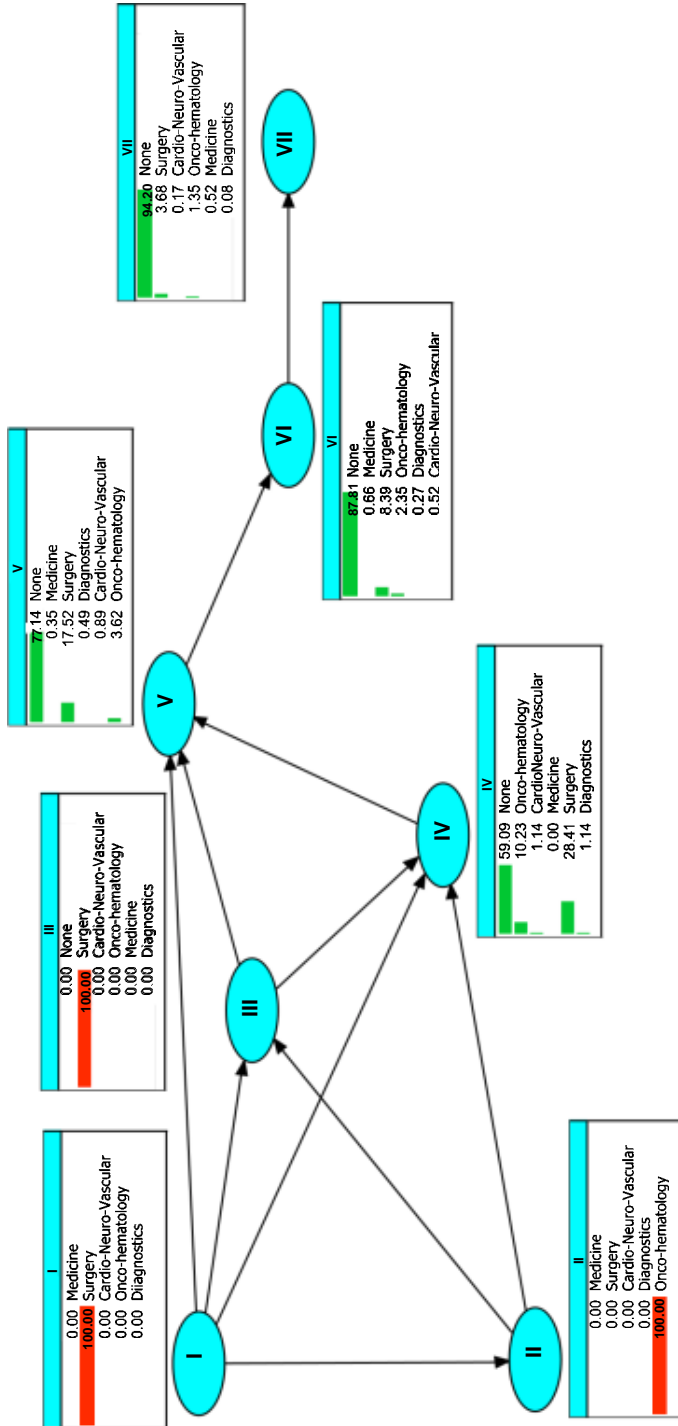 I
0.00 Medicine
100.00 Surgery
0.00 Cardio-Neuro-Vascular
0.00 Onco-hematology
0.00 Diiagnostics
III
0.00 None
100.00 Surgery
0.00 Cardio-Neuro-Vascular
0.00 Onco-hematology
0.00 Medicine
0.00 Diagnostics
V
77.14 None
0.35 Medicine
17.52 Surgery
0.49 Diagnostics
0.89 Cardio-Neuro-Vascular
3.62 Onco-hematology
VII
94.20 None
3.68 Surgery
0.17 Cardio-Neuro-Vascular
1.35 Onco-hematology
0.52 Medicine
0.08 Diagnostics
I
III
V
VII
VI
IV
II
II
0.00 Medicine
0.00 Surgery
0.00 Cardio-Neuro-Vascular
0.00 Diagnostics
100.00 Onco-hematology
IV
59.09 None
10.23 Onco-hematology
1.14 CardioNeuro-Vascular
0.00 Medicine
28.41 Surgery
1.14 Diagnostics
VI
87.81 None
0.66 Medicine
8.39 Surgery
2.35 Onco-hematology
0.27 Diagnostics
0.52 Cardio-Neuro-Vascular